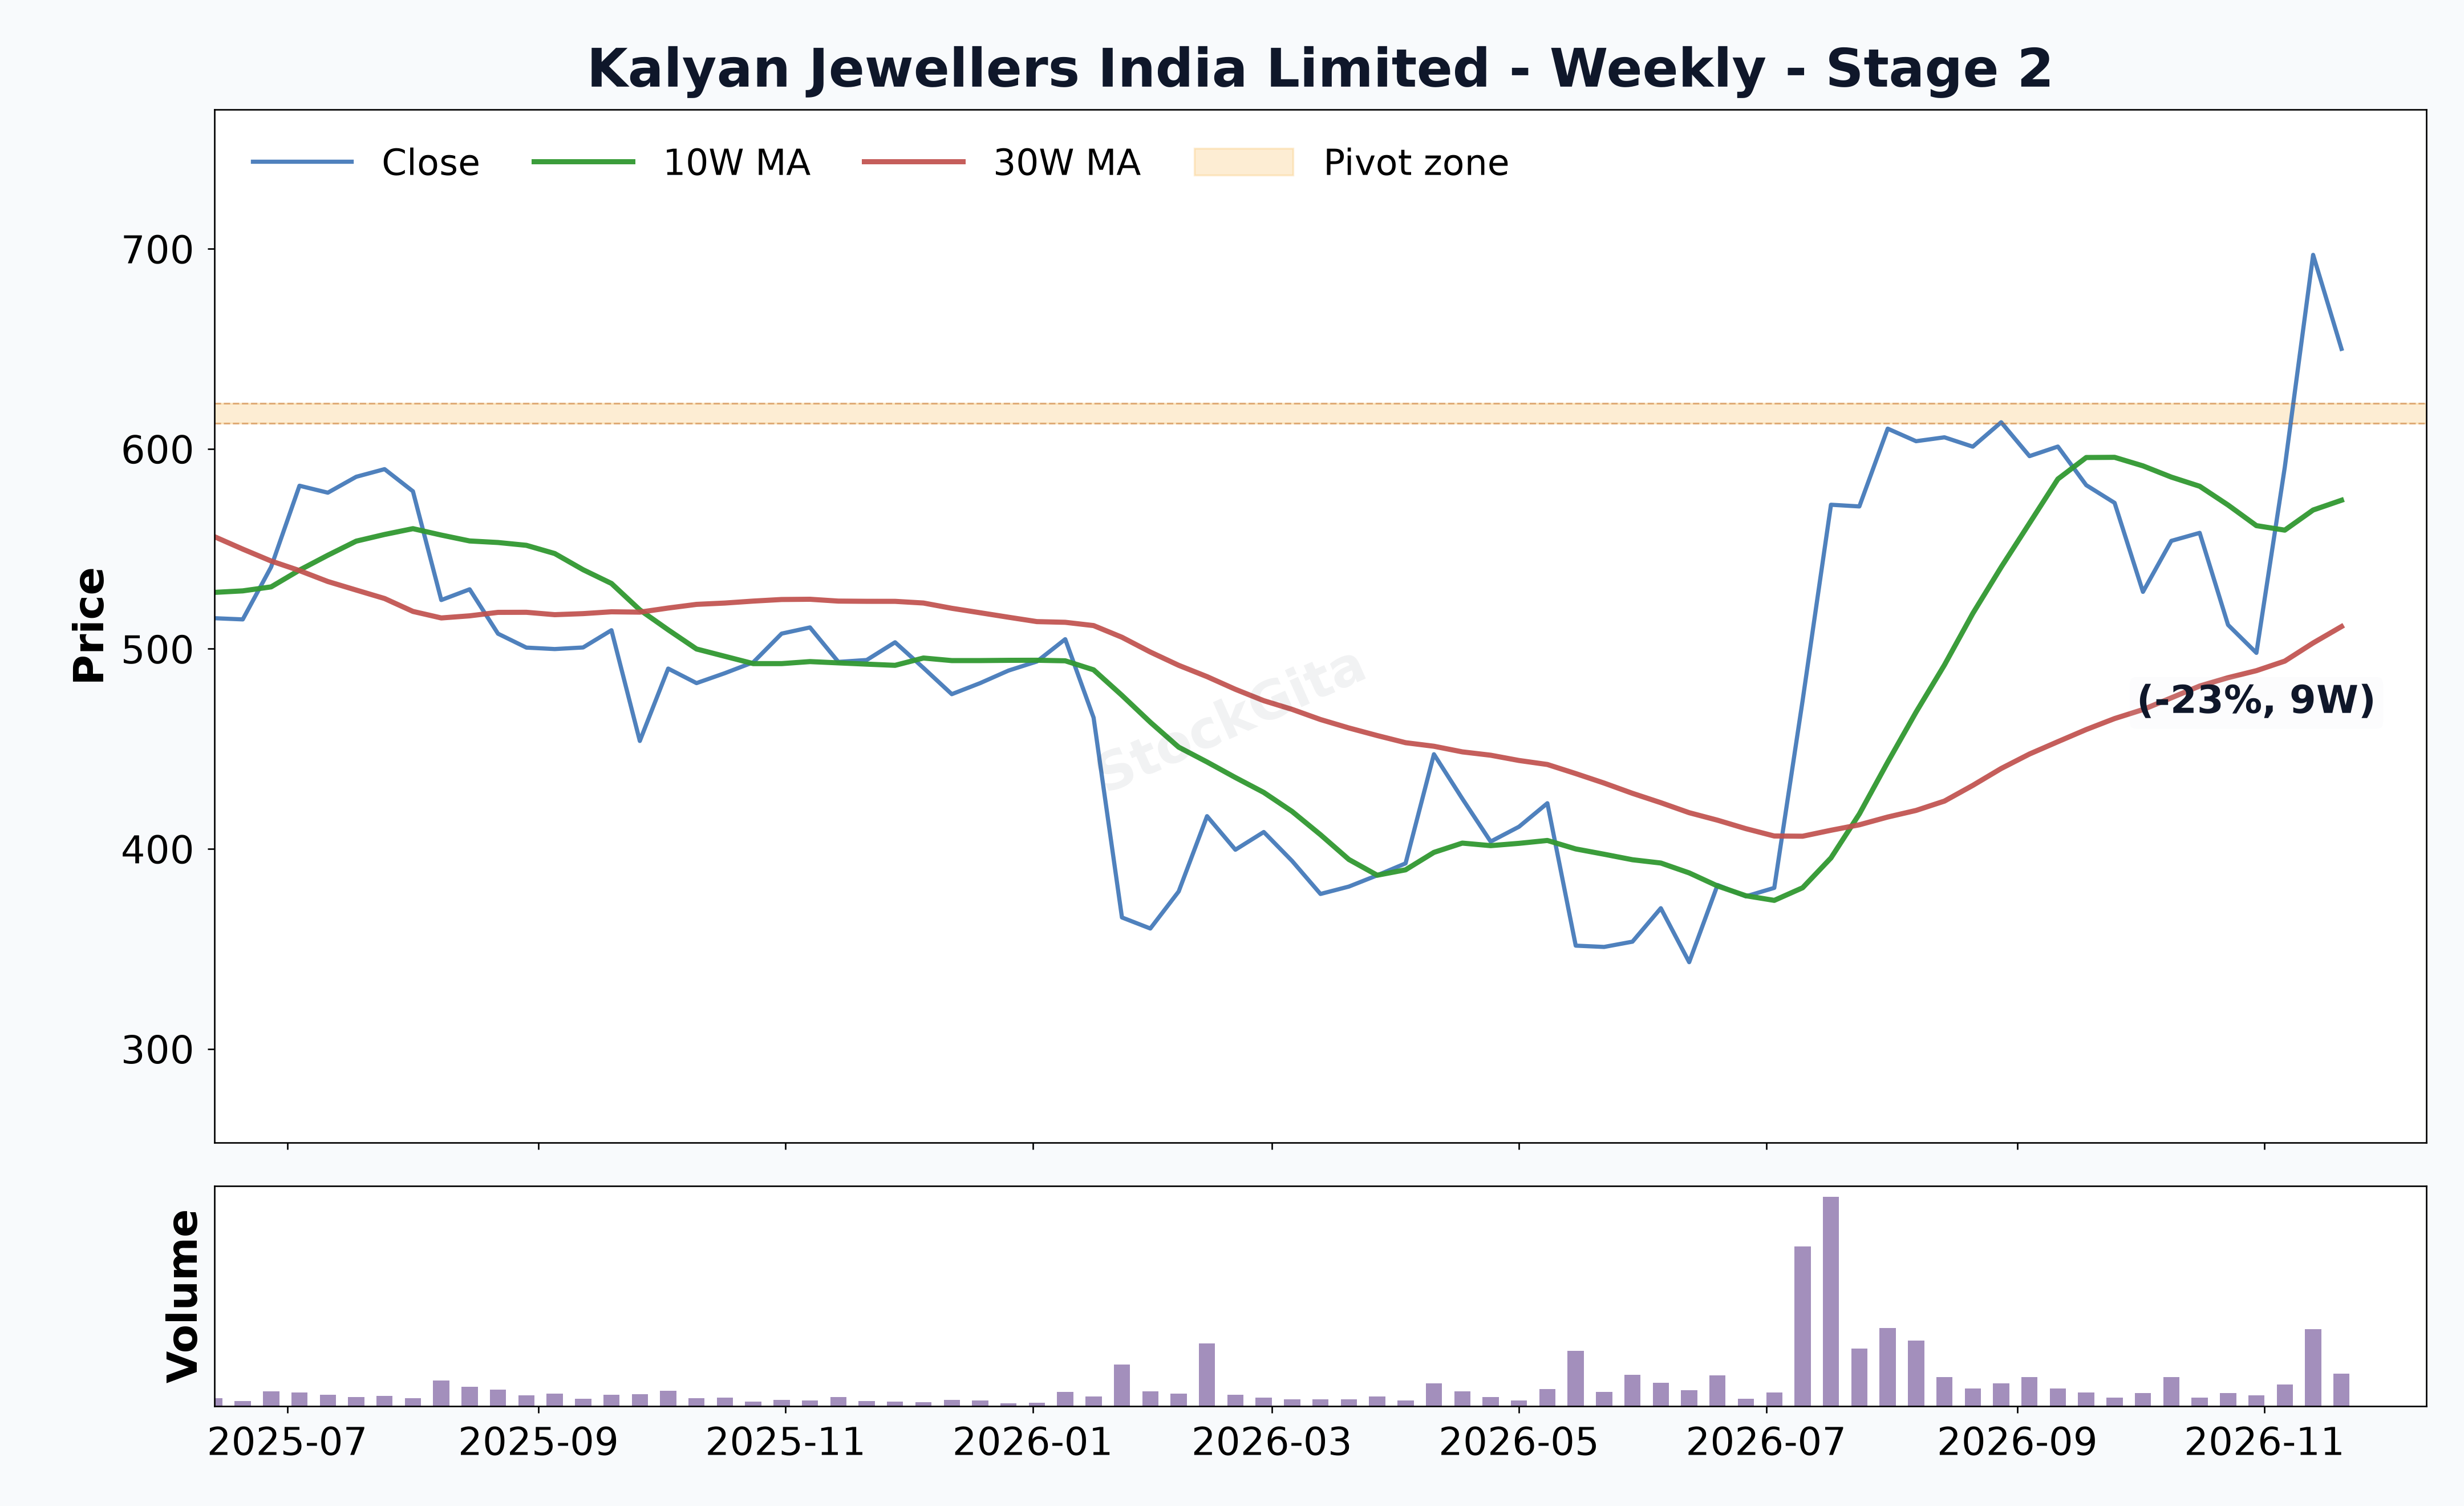 Kalyan Jewellers India Limited - Weekly - Stage 2
Close 10W MA 30W MA Pivot zone
700
600
500
400
300
Price
StockGita
(-23%, 9W)
Volume
2025-07 2025-09 2025-11 2026-01 2026-03 2026-05 2026-07 2026-09 2026-11